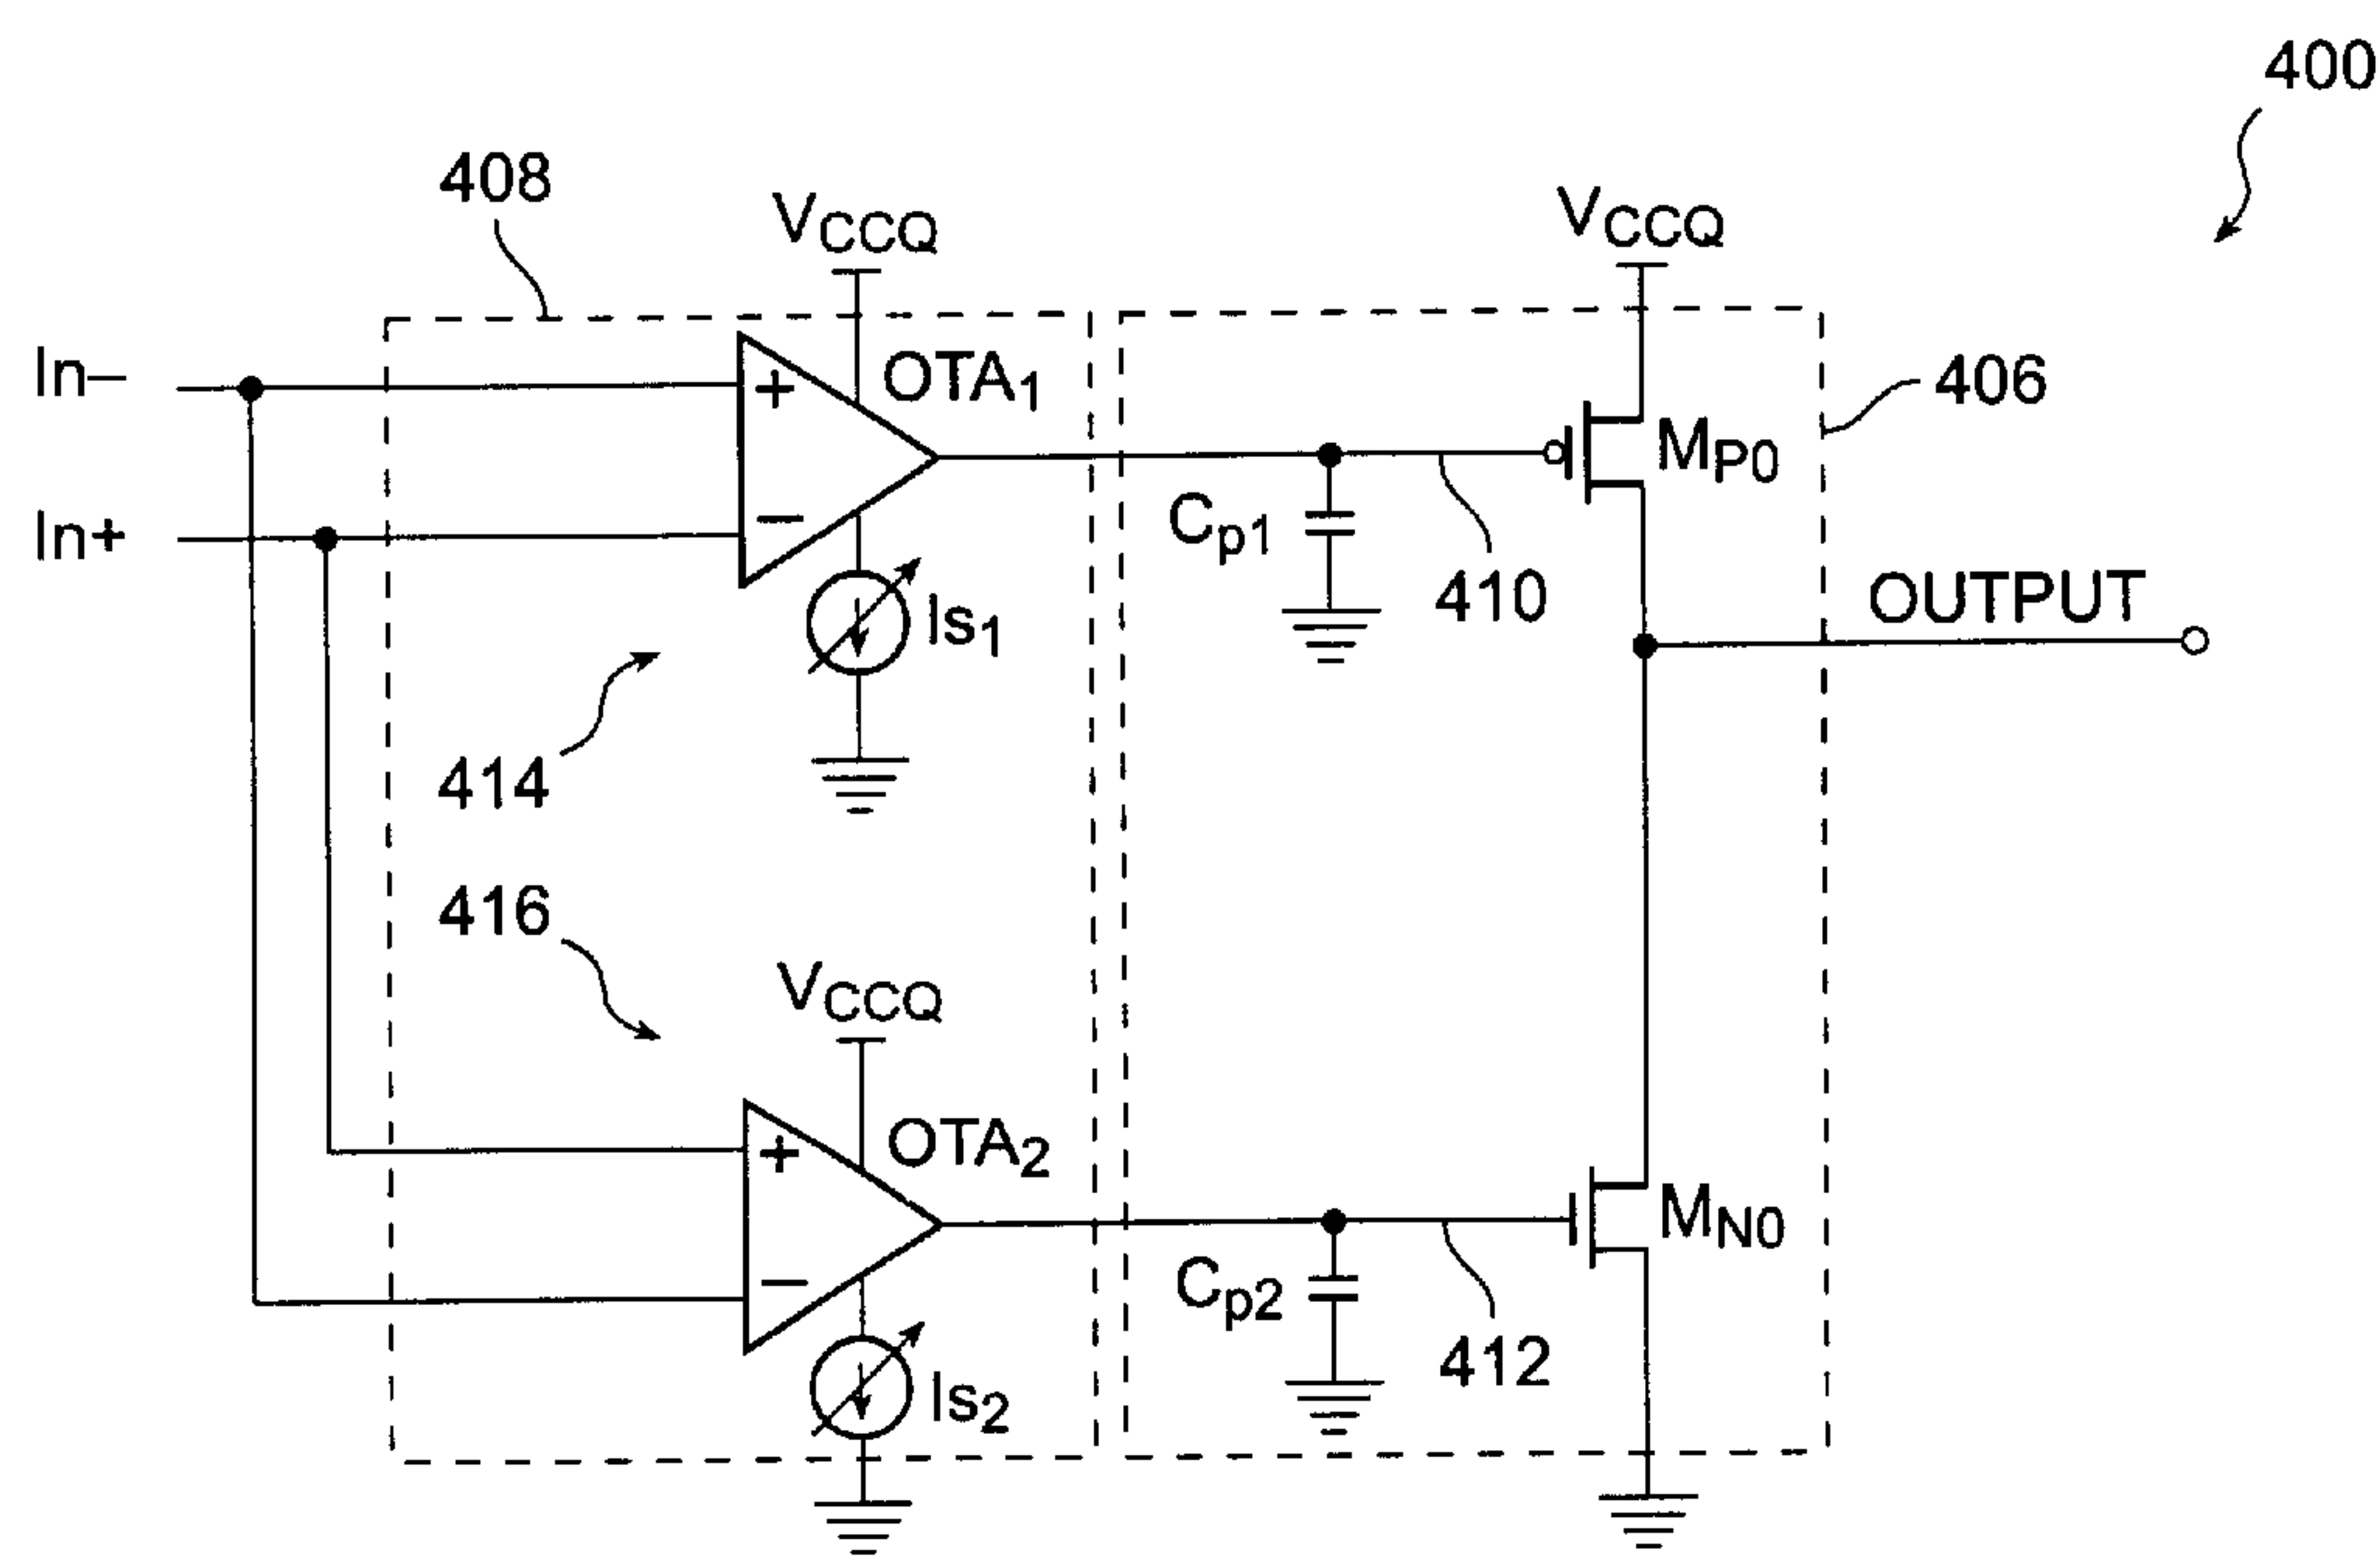 400
408
VCCQ
VCCQ
In–
+
OTA1
406
MP0
In+
–
Cp1
410
Is1
OUTPUT
414
416
VCCQ
+
OTA2
MN0
–
Cp2
412
Is2